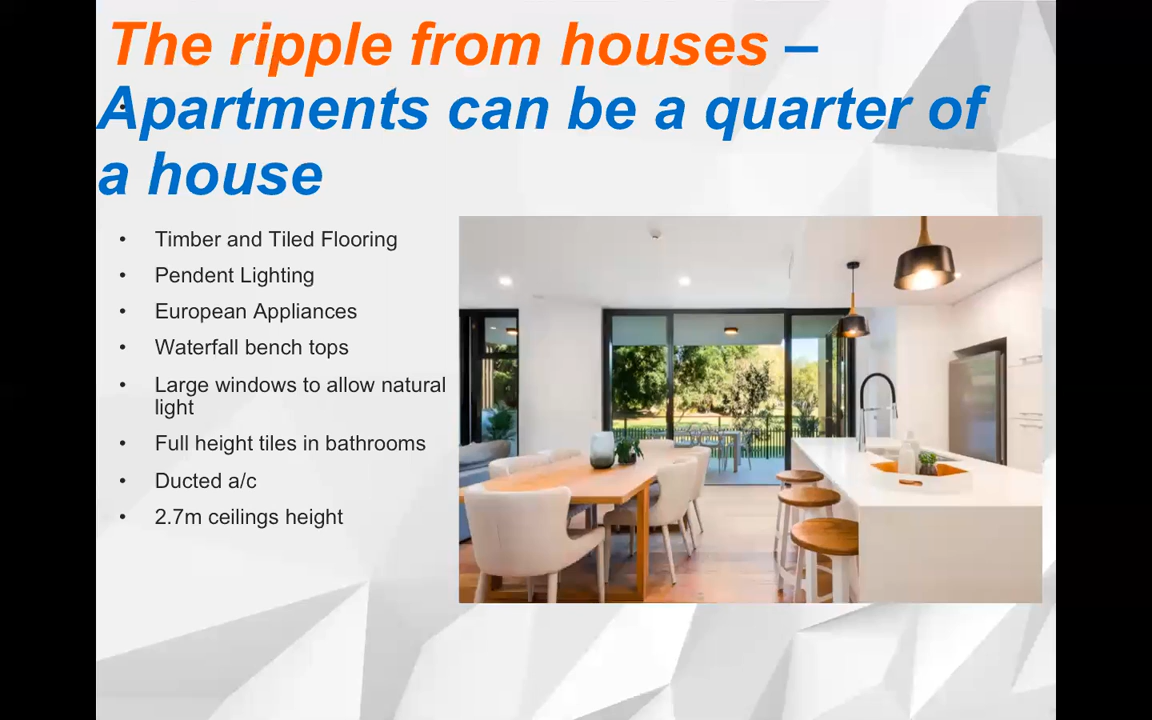 The ripple from houses –
Apartments can be a quarter of
a house
• Timber and Tiled Flooring
• Pendent Lighting
• European Appliances
• Waterfall bench tops
• Large windows to allow natural
light
• Full height tiles in bathrooms
• Ducted a/c
• 2.7m ceilings height